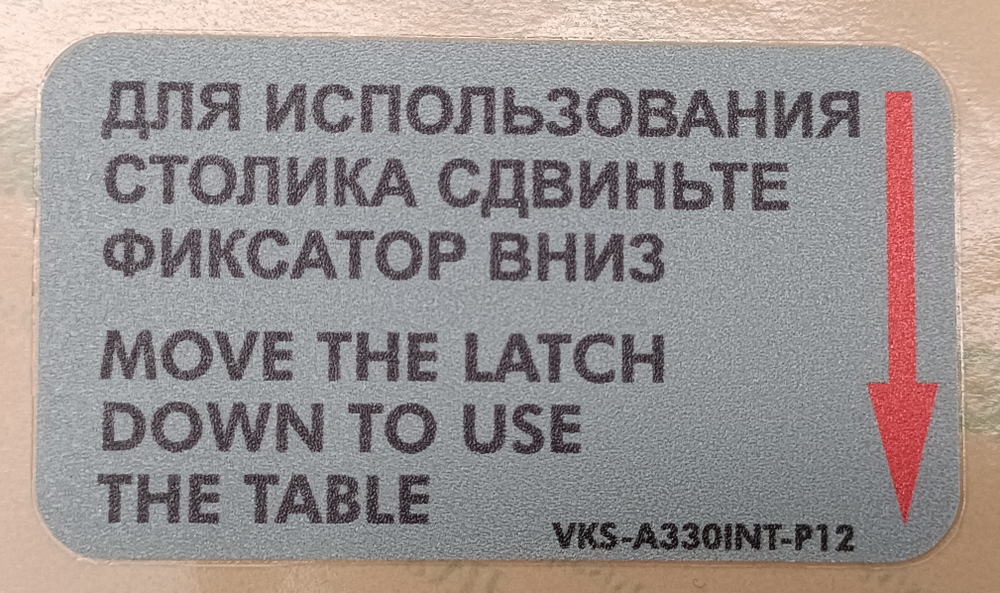 ДЛЯ ИСПОЛЬЗОВАНИЯ
СТОЛИКА СДВИНЬТЕ
ФИКСАТОР ВНИЗ
MOVE THE LATCH
DOWN TO USE
THE TABLE
VKS-A330INT-P12